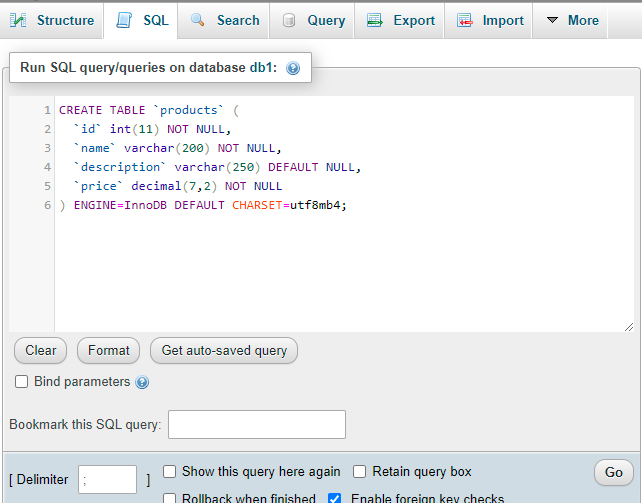 Structure SQL Search Query Export Import More
Run SQL query/queries on database db1:
1 CREATE TABLE `products` (
2 `id` int(11) NOT NULL,
3 `name` varchar(200) NOT NULL,
4 `description` varchar(250) DEFAULT NULL,
5 `price` decimal(7,2) NOT NULL
6 ) ENGINE=InnoDB DEFAULT CHARSET=utf8mb4;
Clear Format Get auto-saved query
Bind parameters
Bookmark this SQL query:
[ Delimiter ; ] Show this query here again Retain query box Go
Rollback when finished Enable foreign key checks